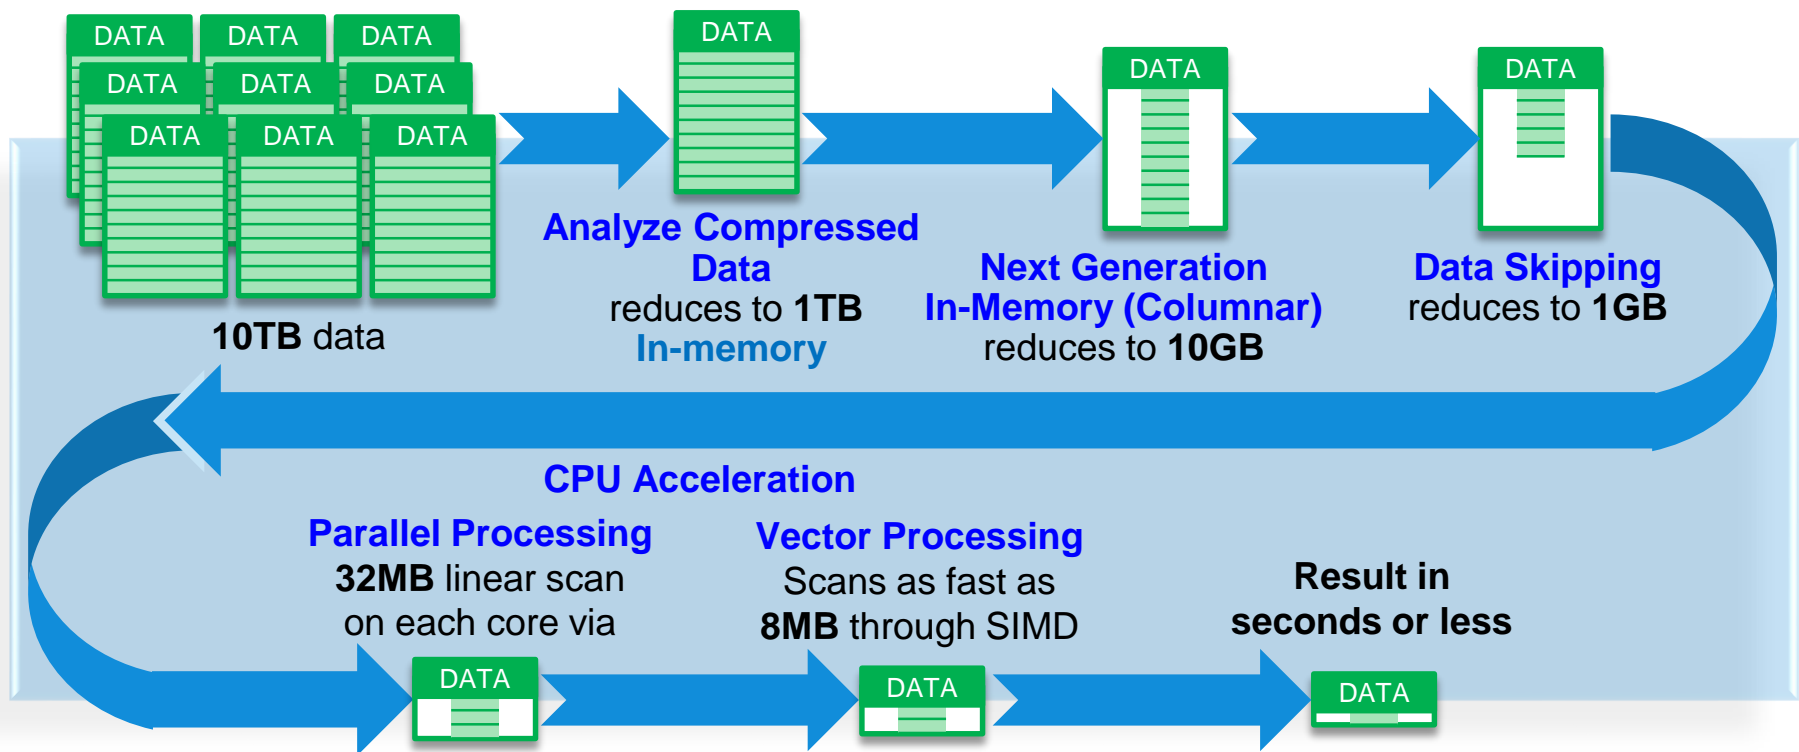 DATA DATA DATA
DATA DATA DATA
DATA DATA DATA
10TB data
DATA
Analyze Compressed
Data
reduces to 1TB
In-memory
DATA
Next Generation
In-Memory (Columnar)
reduces to 10GB
DATA
Data Skipping
reduces to 1GB
CPU Acceleration
Parallel Processing
32MB linear scan
on each core via
DATA
Vector Processing
Scans as fast as
8MB through SIMD
DATA
Result in
seconds or less
DATA